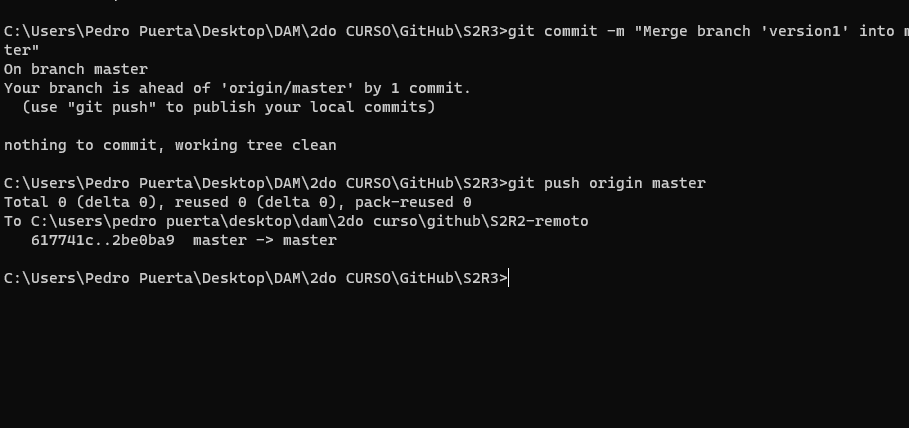 C:\Users\Pedro Puerta\Desktop\DAM\2do CURSO\GitHub\S2R3>git commit -m "Merge branch 'version1' into m
ter"
On branch master
Your branch is ahead of 'origin/master' by 1 commit.
  (use "git push" to publish your local commits)
nothing to commit, working tree clean
C:\Users\Pedro Puerta\Desktop\DAM\2do CURSO\GitHub\S2R3>git push origin master
Total 0 (delta 0), reused 0 (delta 0), pack-reused 0
To C:\users\pedro puerta\desktop\dam\2do curso\github\S2R2-remoto
   617741c..2be0ba9  master -> master
C:\Users\Pedro Puerta\Desktop\DAM\2do CURSO\GitHub\S2R3>